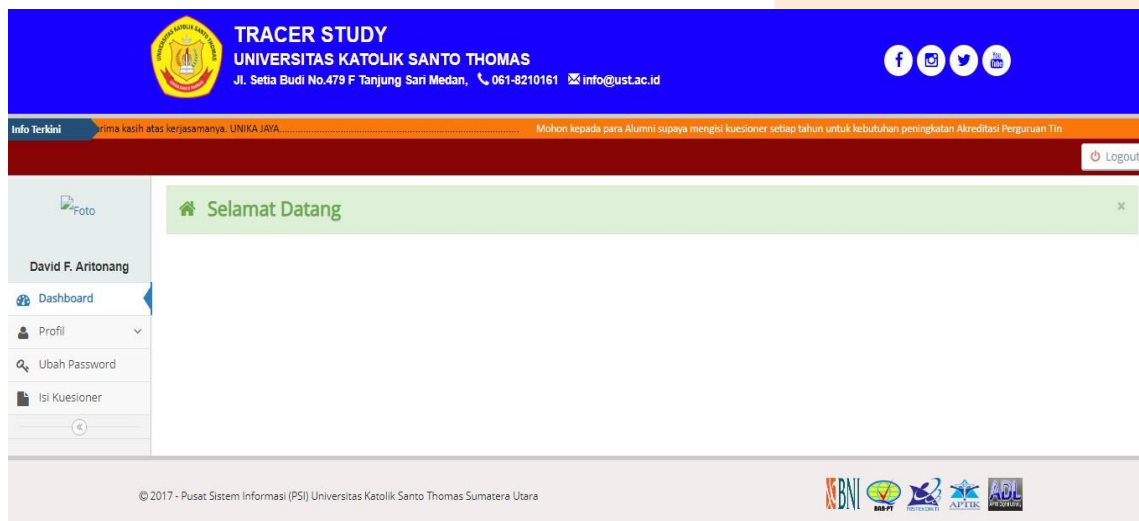 TRACER STUDY
UNIVERSITAS KATOLIK SANTO THOMAS
Jl. Setia Budi No.479 F Tanjung Sari Medan, 061-8210161 info@ust.ac.id
Info Terkini
rima kasih atas kerjasamanya. UNIKA JAYA.......... Mohon kepada para Alumni supaya mengisi kuesioner setiap tahun untuk kebutuhan peningkatan Akreditasi Perguruan Tin
Logout
Foto
Selamat Datang
×
David F. Aritonang
Dashboard
Profil
Ubah Password
Isi Kuesioner
© 2017 - Pusat Sistem Informasi (PSI) Universitas Katolik Santo Thomas Sumatera Utara
BNI
BAN-PT
APTIK
ADL